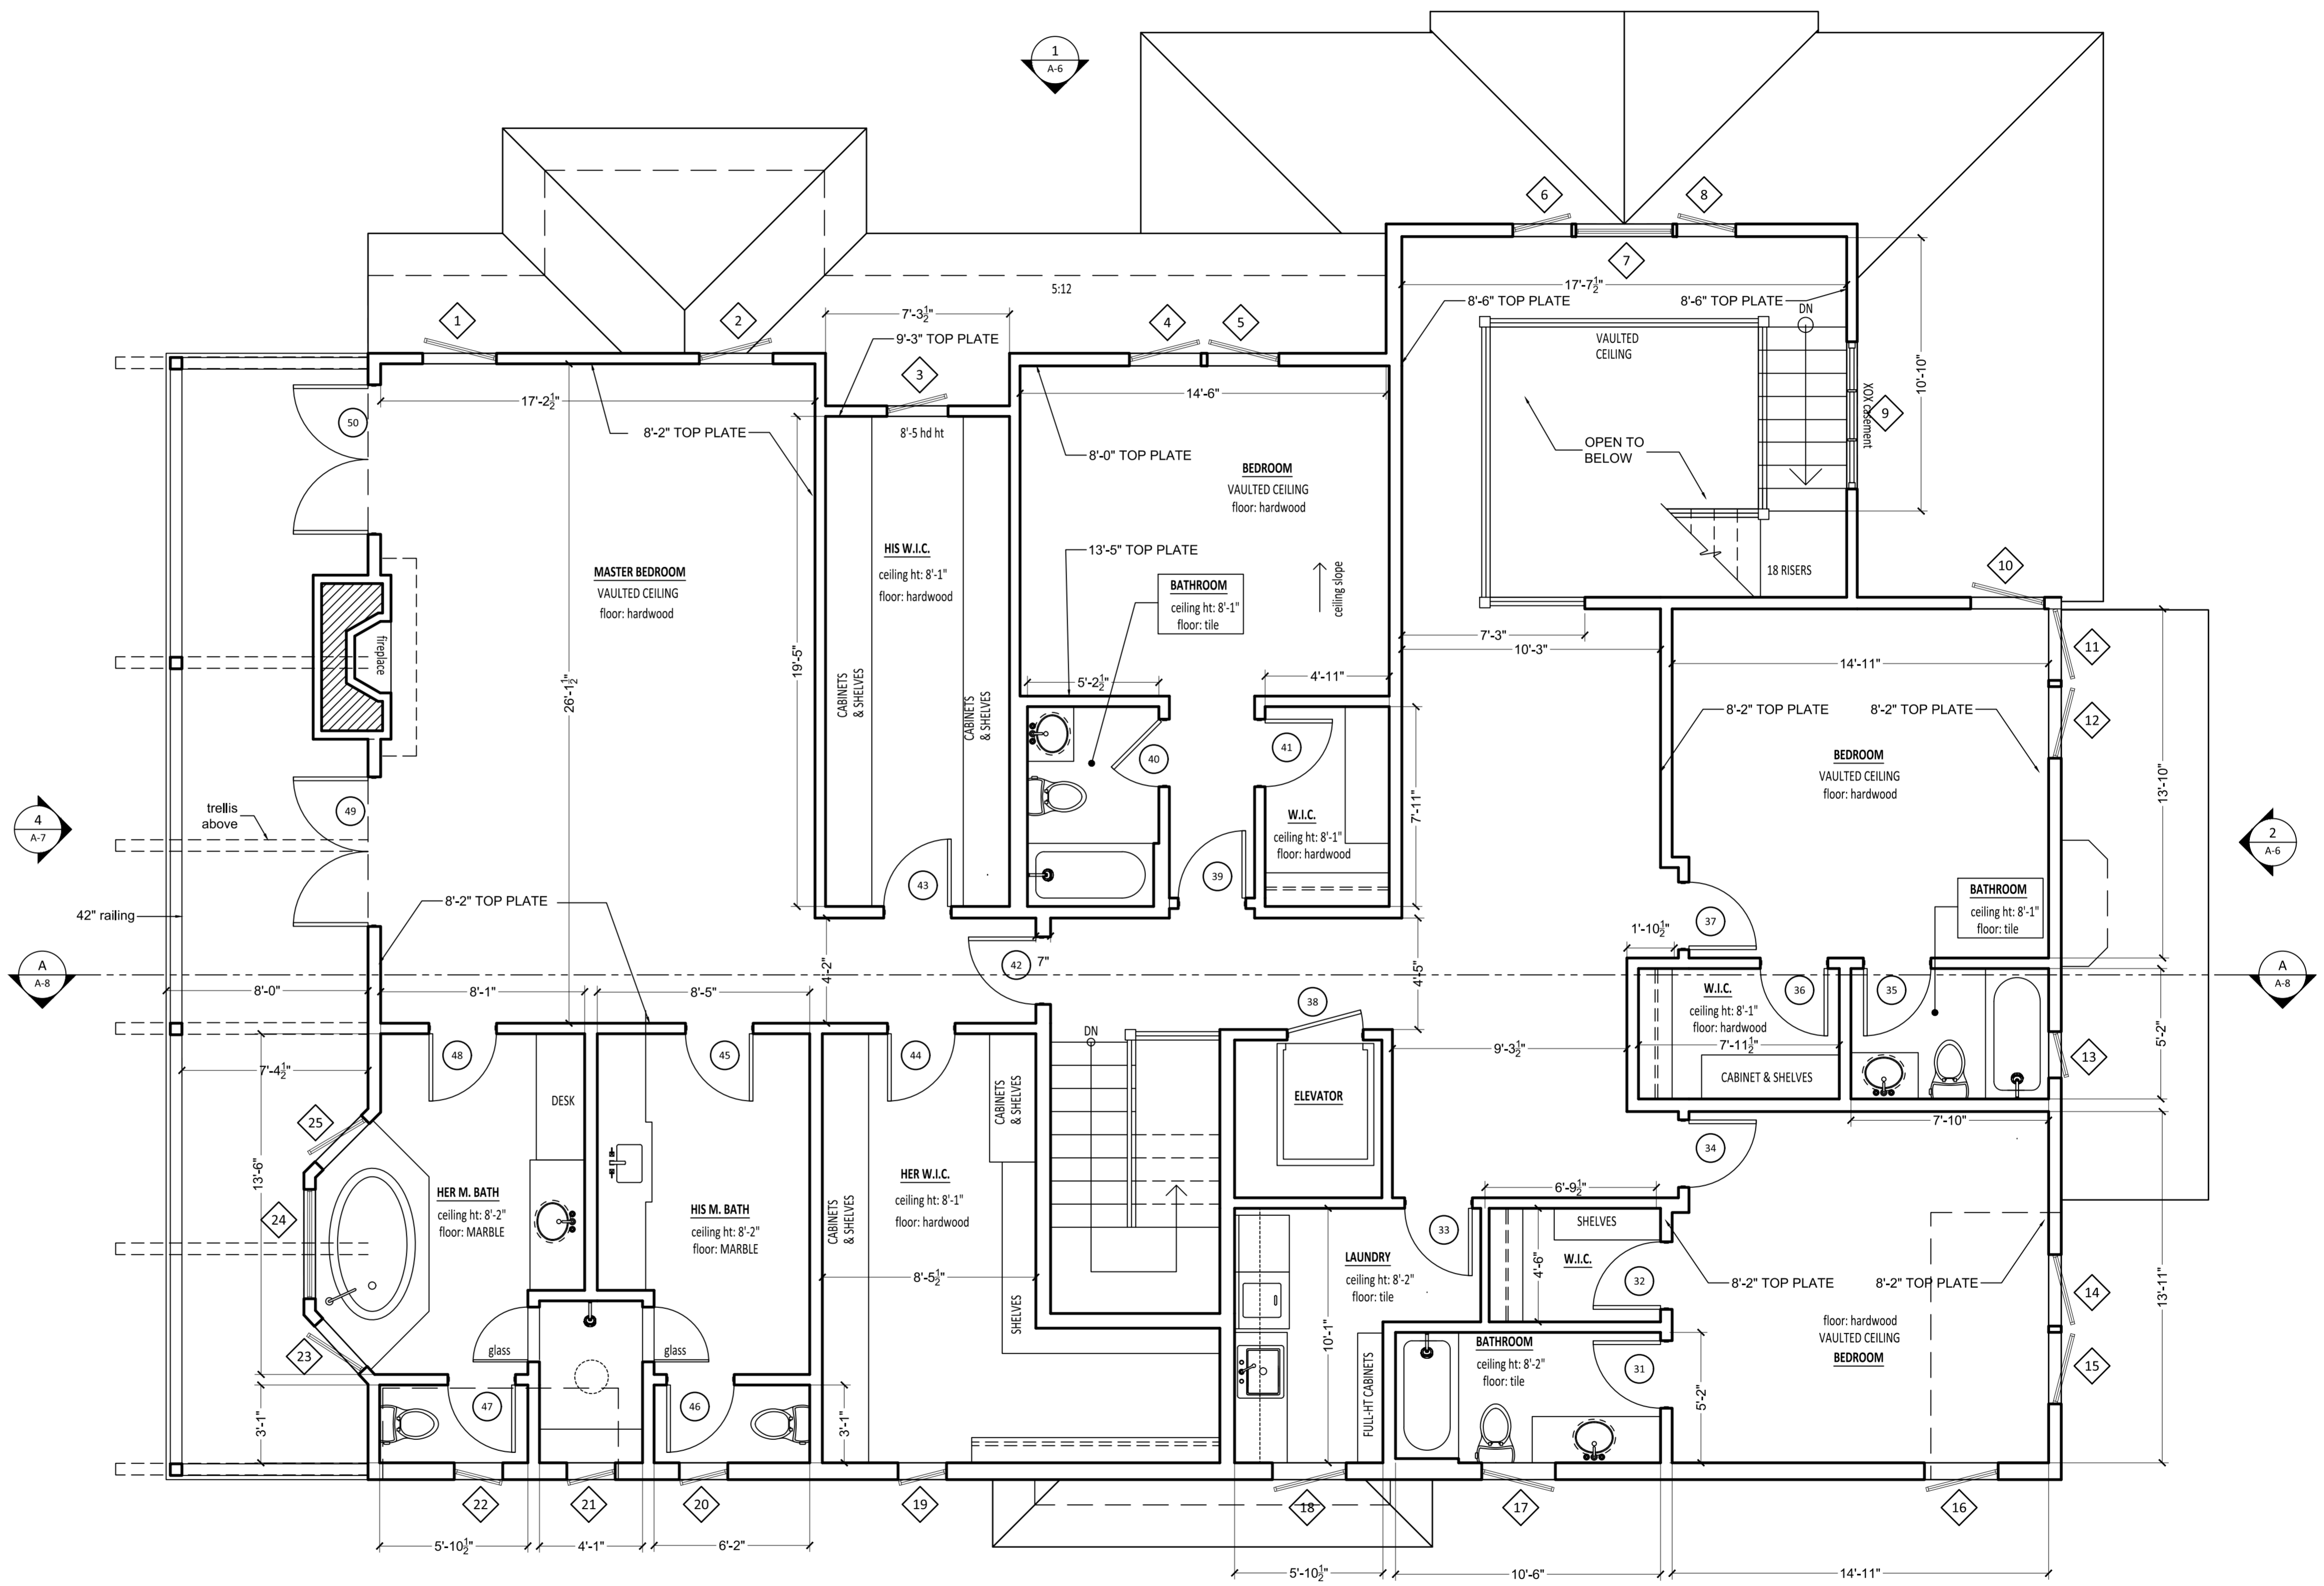 1
A-6
6
8
7
5:12
17'-7½"
8'-6" TOP PLATE
8'-6" TOP PLATE
DN
1
2
7'-3½"
4
5
9'-3" TOP PLATE
VAULTED
CEILING
3
10'-10"
17'-2½"
14'-6"
XOX casement
9
50
8'-2" TOP PLATE
8'-5 hd ht
8'-0" TOP PLATE
OPEN TO
BELOW
BEDROOM
VAULTED CEILING
floor: hardwood
HIS W.I.C.
ceiling ht: 8'-1"
floor: hardwood
13'-5" TOP PLATE
MASTER BEDROOM
VAULTED CEILING
floor: hardwood
BATHROOM
ceiling ht: 8'-1"
floor: tile
ceiling slope
18 RISERS
10
fireplace
26'-1½"
19'-5"
7'-3"
10'-3"
11
14'-11"
5'-2½"
4'-11"
CABINETS
& SHELVES
CABINETS
& SHELVES
8'-2" TOP PLATE
8'-2" TOP PLATE
12
40
41
BEDROOM
VAULTED CEILING
floor: hardwood
13'-10"
7'-11"
trellis
above
49
4
A-7
W.I.C.
ceiling ht: 8'-1"
floor: hardwood
2
A-6
43
39
BATHROOM
ceiling ht: 8'-1"
floor: tile
8'-2" TOP PLATE
42" railing
37
1'-10½"
A
A-8
42
7"
4'-2"
4'-5"
A
A-8
8'-0"
8'-1"
8'-5"
38
W.I.C.
ceiling ht: 8'-1"
floor: hardwood
36
35
5'-2"
DN
48
45
44
9'-3½"
7'-11½"
13
7'-4½"
CABINET & SHELVES
DESK
CABINETS
& SHELVES
ELEVATOR
25
7'-10"
34
13'-6"
HER M. BATH
ceiling ht: 8'-2"
floor: MARBLE
HIS M. BATH
ceiling ht: 8'-2"
floor: MARBLE
HER W.I.C.
ceiling ht: 8'-1"
floor: hardwood
CABINETS
& SHELVES
6'-9½"
24
33
SHELVES
LAUNDRY
ceiling ht: 8'-2"
floor: tile
W.I.C.
4'-6"
32
8'-2" TOP PLATE
8'-2" TOP PLATE
14
13'-11"
8'-5½"
SHELVES
floor: hardwood
VAULTED CEILING
BEDROOM
10'-1"
BATHROOM
ceiling ht: 8'-2"
floor: tile
glass
glass
23
31
15
FULL-HT CABINETS
5'-2"
47
46
3'-1"
3'-1"
22
21
20
19
18
17
16
5'-10½"
4'-1"
6'-2"
5'-10½"
10'-6"
14'-11"